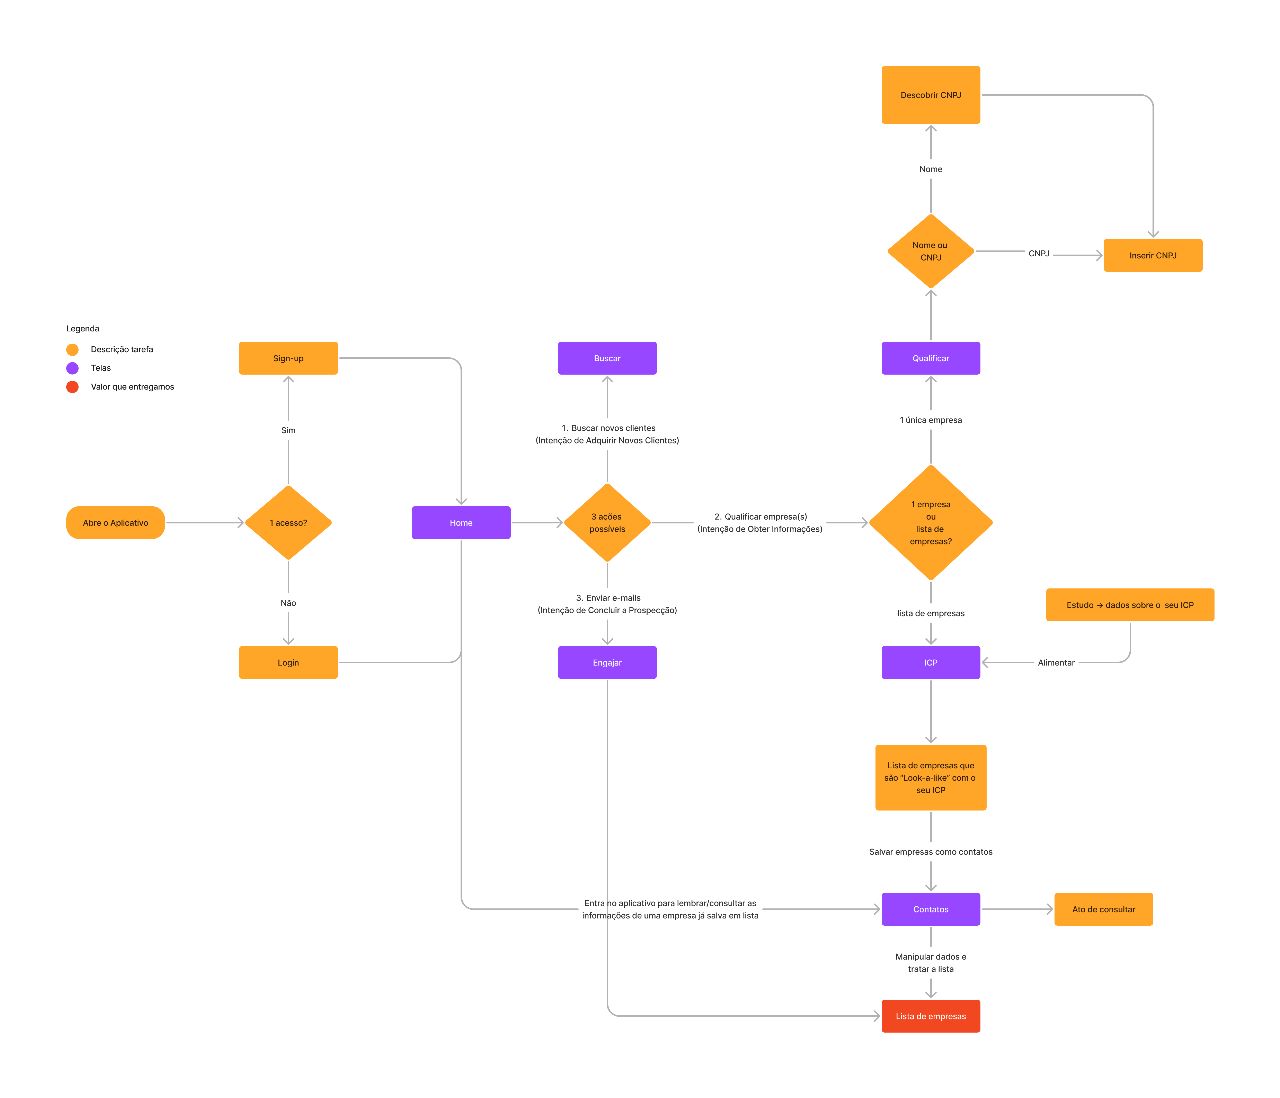 Descobrir CNPJ
Nome
Nome ou
CNPJ
CNPJ
Inserir CNPJ
Legenda
Descrição tarefa
Telas
Valor que entregamos
Sign-up
Buscar
Qualificar
Sim
1. Buscar novos clientes
(Intenção de Adquirir Novos Clientes)
1 única empresa
Abre o Aplicativo
1 acesso?
Home
3 ações
possíveis
2. Qualificar empresa(s)
(Intenção de Obter Informações)
1 empresa
ou
lista de
empresas?
Não
3. Enviar e-mails
(Intenção de Concluir a Prospecção)
lista de empresas
Estudo → dados sobre o seu ICP
Login
Engajar
ICP
Alimentar
Lista de empresas que
são "Look-a-like" com o
seu ICP
Salvar empresas como contatos
Entra no aplicativo para lembrar/consultar as
informações de uma empresa já salva em lista
Contatos
Ato de consultar
Manipular dados e
tratar a lista
Lista de empresas